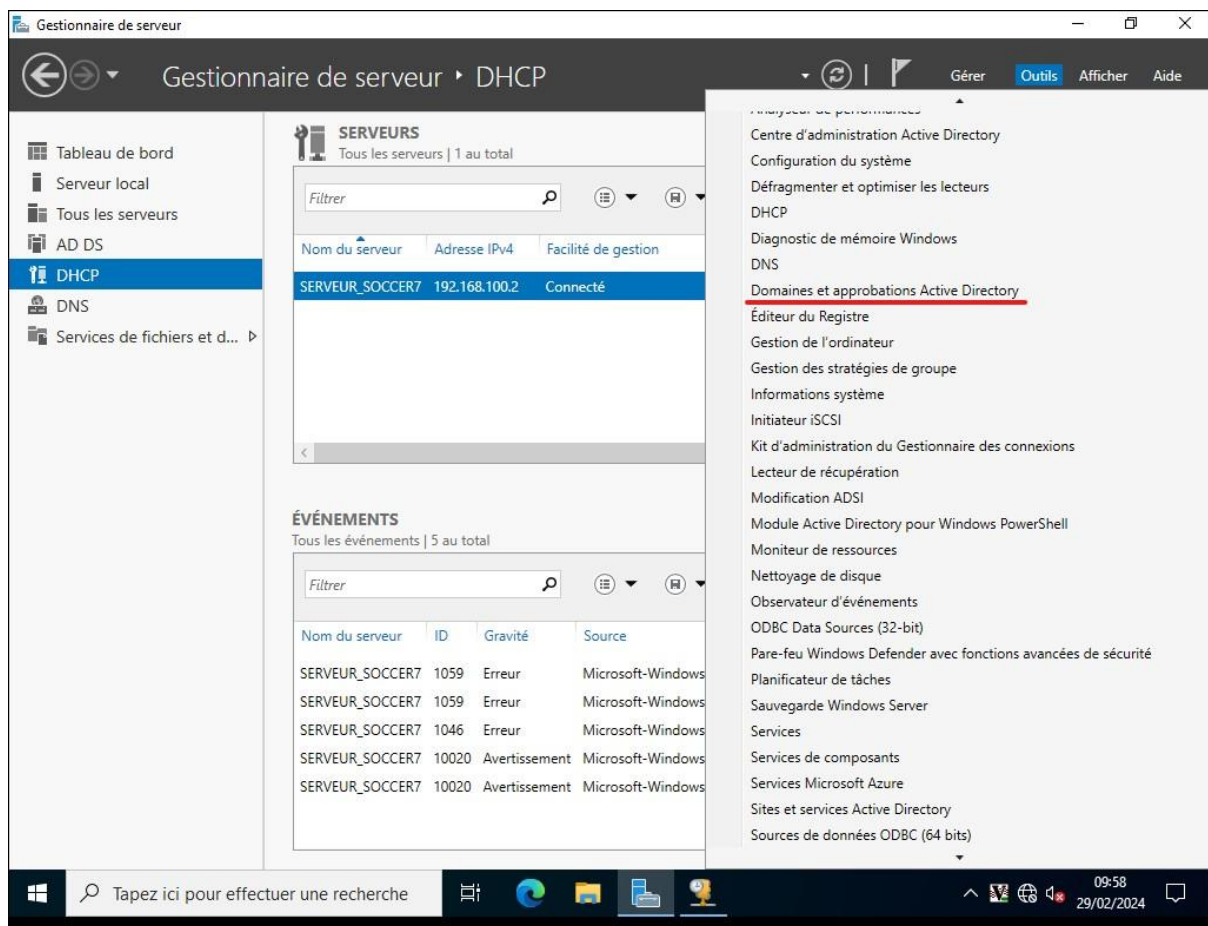 Gestionnaire de serveur
Gestionnaire de serveur DHCP
Gérer Outils Afficher Aide
Tableau de bord
Serveur local
Tous les serveurs
AD DS
DHCP
DNS
Services de fichiers et d...
SERVEURS
Tous les serveurs | 1 au total
Filtrer
Nom du serveur Adresse IPv4 Facilité de gestion
SERVEUR_SOCCER7 192.168.100.2 Connecté
ÉVÉNEMENTS
Tous les événements | 5 au total
Filtrer
Nom du serveur ID Gravité Source
SERVEUR_SOCCER7 1059 Erreur Microsoft-Windows
SERVEUR_SOCCER7 1059 Erreur Microsoft-Windows
SERVEUR_SOCCER7 1046 Erreur Microsoft-Windows
SERVEUR_SOCCER7 10020 Avertissement Microsoft-Windows
SERVEUR_SOCCER7 10020 Avertissement Microsoft-Windows
Analyseur de performances
Centre d'administration Active Directory
Configuration du système
Défragmenter et optimiser les lecteurs
DHCP
Diagnostic de mémoire Windows
DNS
Domaines et approbations Active Directory
Éditeur du Registre
Gestion de l'ordinateur
Gestion des stratégies de groupe
Informations système
Initiateur iSCSI
Kit d'administration du Gestionnaire des connexions
Lecteur de récupération
Modification ADSI
Module Active Directory pour Windows PowerShell
Moniteur de ressources
Nettoyage de disque
Observateur d'événements
ODBC Data Sources (32-bit)
Pare-feu Windows Defender avec fonctions avancées de sécurité
Planificateur de tâches
Sauvegarde Windows Server
Services
Services de composants
Services Microsoft Azure
Sites et services Active Directory
Sources de données ODBC (64 bits)
Tapez ici pour effectuer une recherche
09:58
29/02/2024